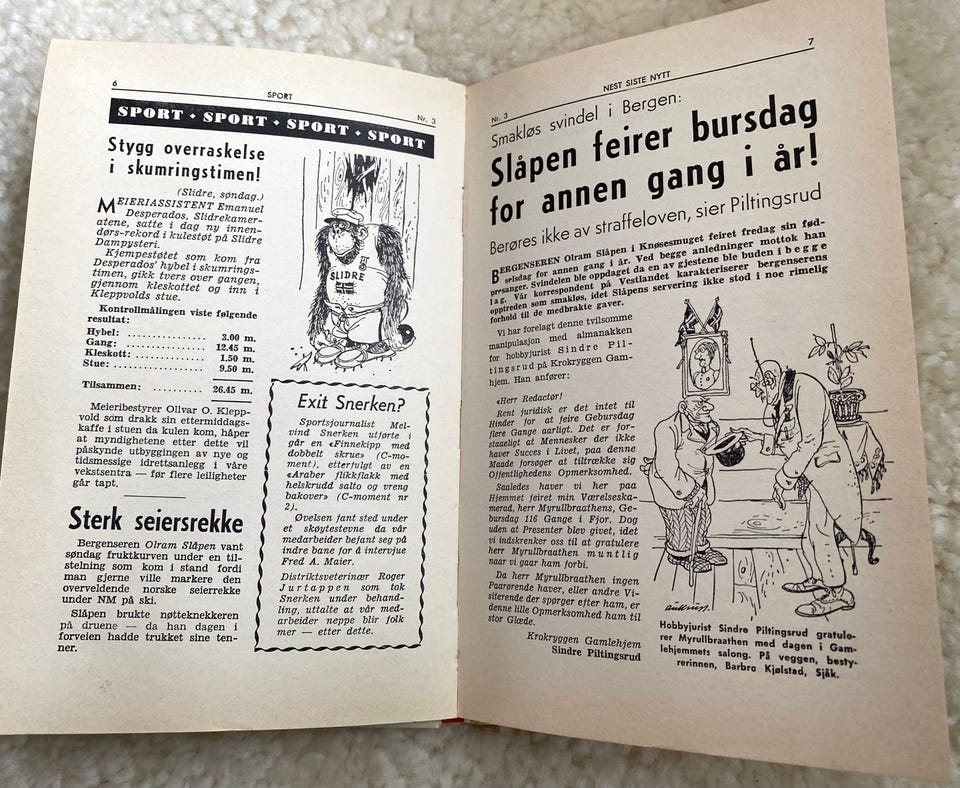 6
SPORT
Nr. 3
SPORT • SPORT • SPORT • SPORT
Stygg overraskelse
i skumringstimen!
(Slidre, søndag.)
MEIERIASSISTENT Emanuel
Desperados, Slidrekamer-
atene, satte i dag ny innen-
dørs-rekord i kulestøt på Slidre
Dampysteri.
Kjempestøtet som kom fra
Desperados' hybel i skumrings-
timen, gikk tvers over gangen,
gjennom kleskottet og inn i
Kleppvolds stue.
Kontrollmålingen viste følgende
resultat:
Hybel: .................... 3.00 m.
Gang: .................... 12.45 m.
Kleskott: .................... 1.50 m.
Stue: .................... 9.50 m.
Tilsammen: .................... 26.45 m.
Meieribestyrer Ollvar O. Klepp-
vold som drakk sin ettermiddags-
kaffe i stuen da kulen kom, håper
at myndighetene etter dette vil
påskynde utbyggingen av nye og
tidsmessige idrettsanlegg i våre
vekstsentra — før flere leiligheter
går tapt.
Sterk seiersrekke
Bergenseren Olram Slåpen vant
søndag fruktkurven under en til-
stelning som kom i stand fordi
man gjerne ville markere den
overveldende norske seierrekke
under NM på ski.
Slåpen brukte nøtteknekkeren
på druene — da han dagen i
forveien hadde trukket sine ten-
ner.
SLIDRE
Exit Snerken?
Sportsjournalist Mel-
vind Snerken utførte i
går en «Finnekipp med
dobbelt skrue» (C-mo-
ment), etterfulgt av en
«Araber flikkflakk med
helskrudd salto og vreng
bakover» (C-moment nr
2).
Øvelsen fant sted under
et skøytestevne da vår
medarbeider befant seg på
indre bane for å intervjue
Fred A. Maier.
Distriktsveterinær Roger
Jurtappen som tok
Snerken under behand-
ling, uttalte at vår med-
arbeider neppe blir folk
mer — etter dette.
7
NEST SISTE NYTT
Nr. 3
Smakløs svindel i Bergen:
Slåpen feirer bursdag
for annen gang i år!
Berøres ikke av straffeloven, sier Piltingsrud
BERGENSEREN Olram Slåpen i Knøsesmuget feiret fredag sin fød-
selsdag for annen gang i år. Ved begge anledninger mottok han
presanger. Svindelen ble oppdaget da en av gjestene ble buden i begge
lag. Vår korrespondent på Vestlandet karakteriserer bergenserens
opptreden som smakløs, idet Slåpens servering ikke stod i noe rimelig
forhold til de medbrakte gaver.
Vi har forelagt denne tvilsomme
manipulasjon med almanakken
for hobbyjurist Sindre Pil-
tingsrud på Krokryggen Gam-
hjem. Han anfører:
«Herr Redactør!
Rent juridisk er det intet til
Hinder for at feire Gebursdag
flere Gange aarligt. Det er for-
staaeligt at Mennesker der ikke
haver Succes i Livet, paa denne
Maade forsøger at tiltrække sig
Offentlighedens Opmerksomhed.
Saaledes haver vi her paa
Hjemmet feiret min Værelseska-
merad, herr Myrullbraathens, Ge-
bursdag 116 Gange i Fjor. Dog
uden at Presenter blev givet, idet
vi indskrenker oss til at gratulere
herr Myrullbraathen muntlig
naar vi gaar ham forbi.
Da herr Myrullbraathen ingen
Paarørende haver, eller andre Vi-
siterende der spørger efter ham, er
denne lille Opmerksomhed ham til
stor Glæde.
Krokryggen Gamlehjem
Sindre Piltingsrud
audkrust.
Hobbyjurist Sindre Piltingsrud gratule-
rer Myrullbraathen med dagen i Gam-
lehjemmets salong. På veggen, besty-
rerinnen, Barbra Kjølstad, Sjåk.